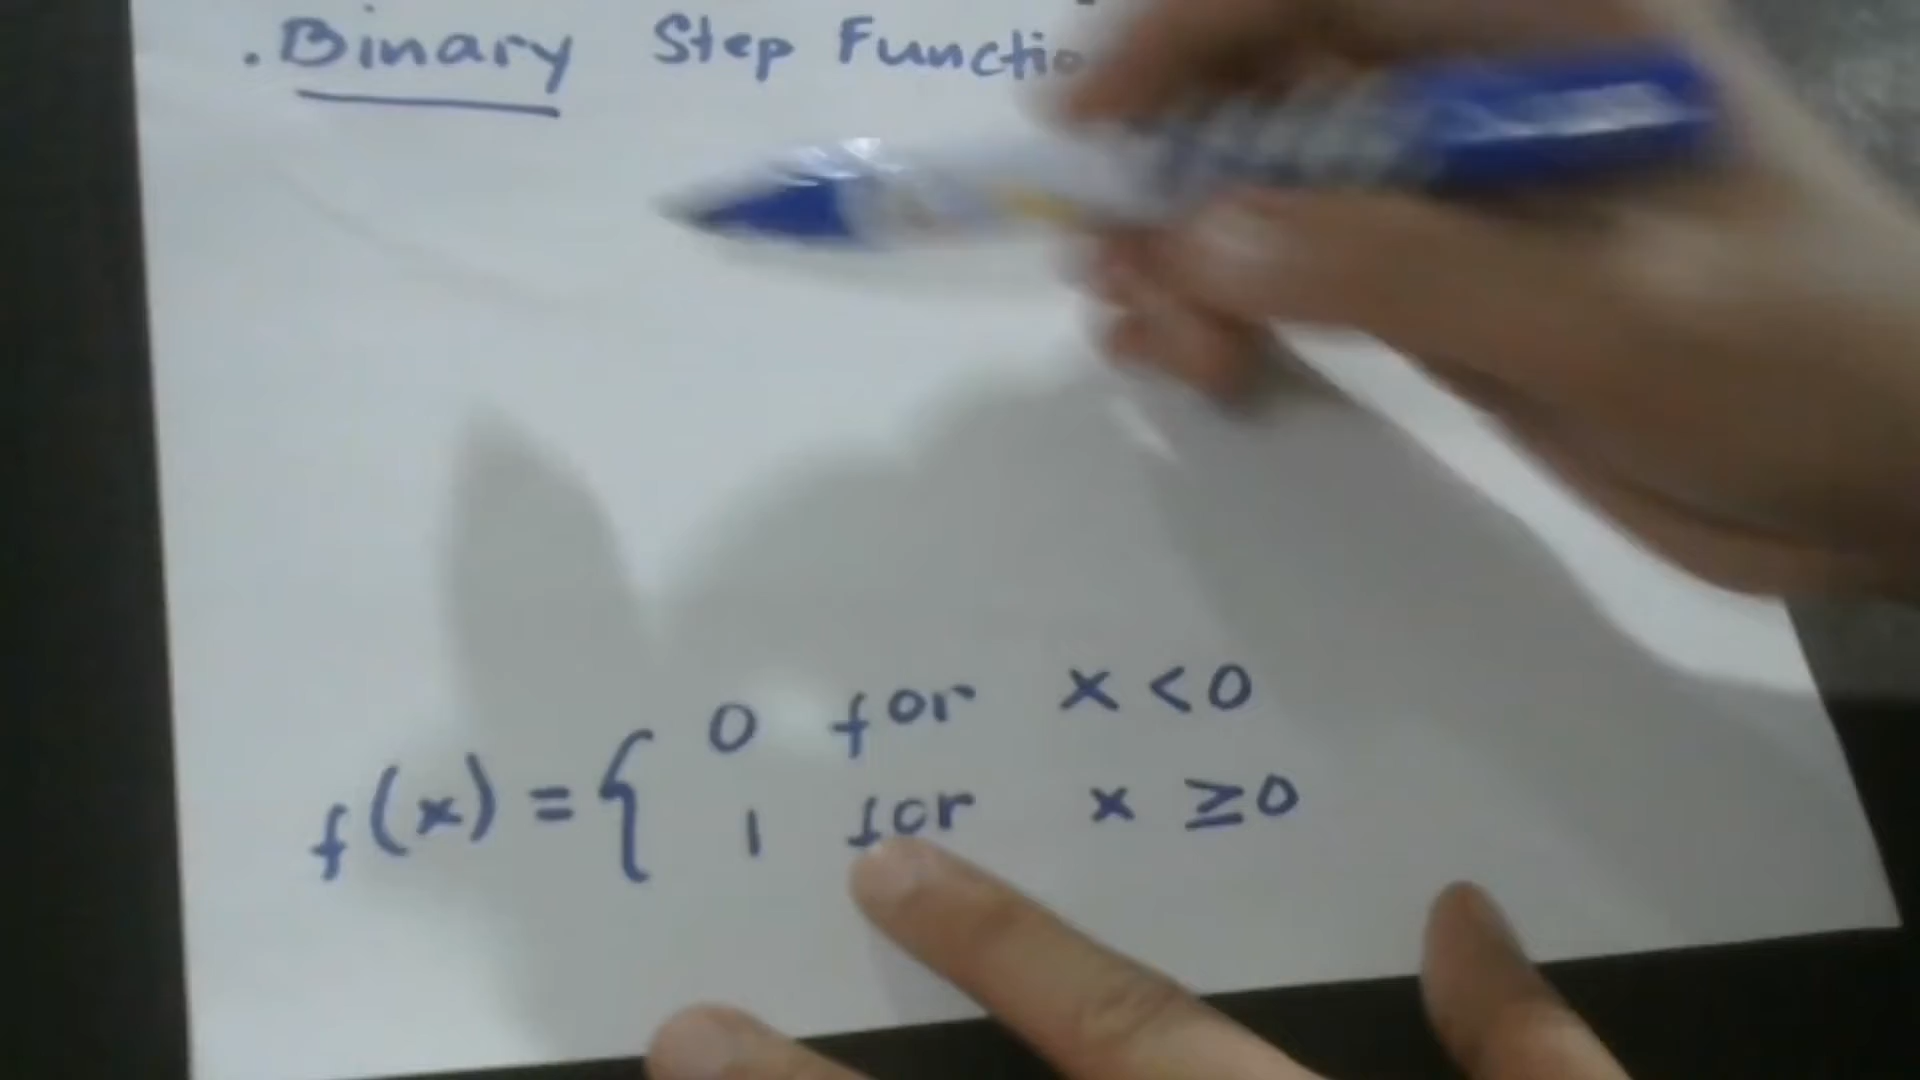 . Binary Step Functio
0 for x < 0
f(x) = {
1 for x ≥ 0